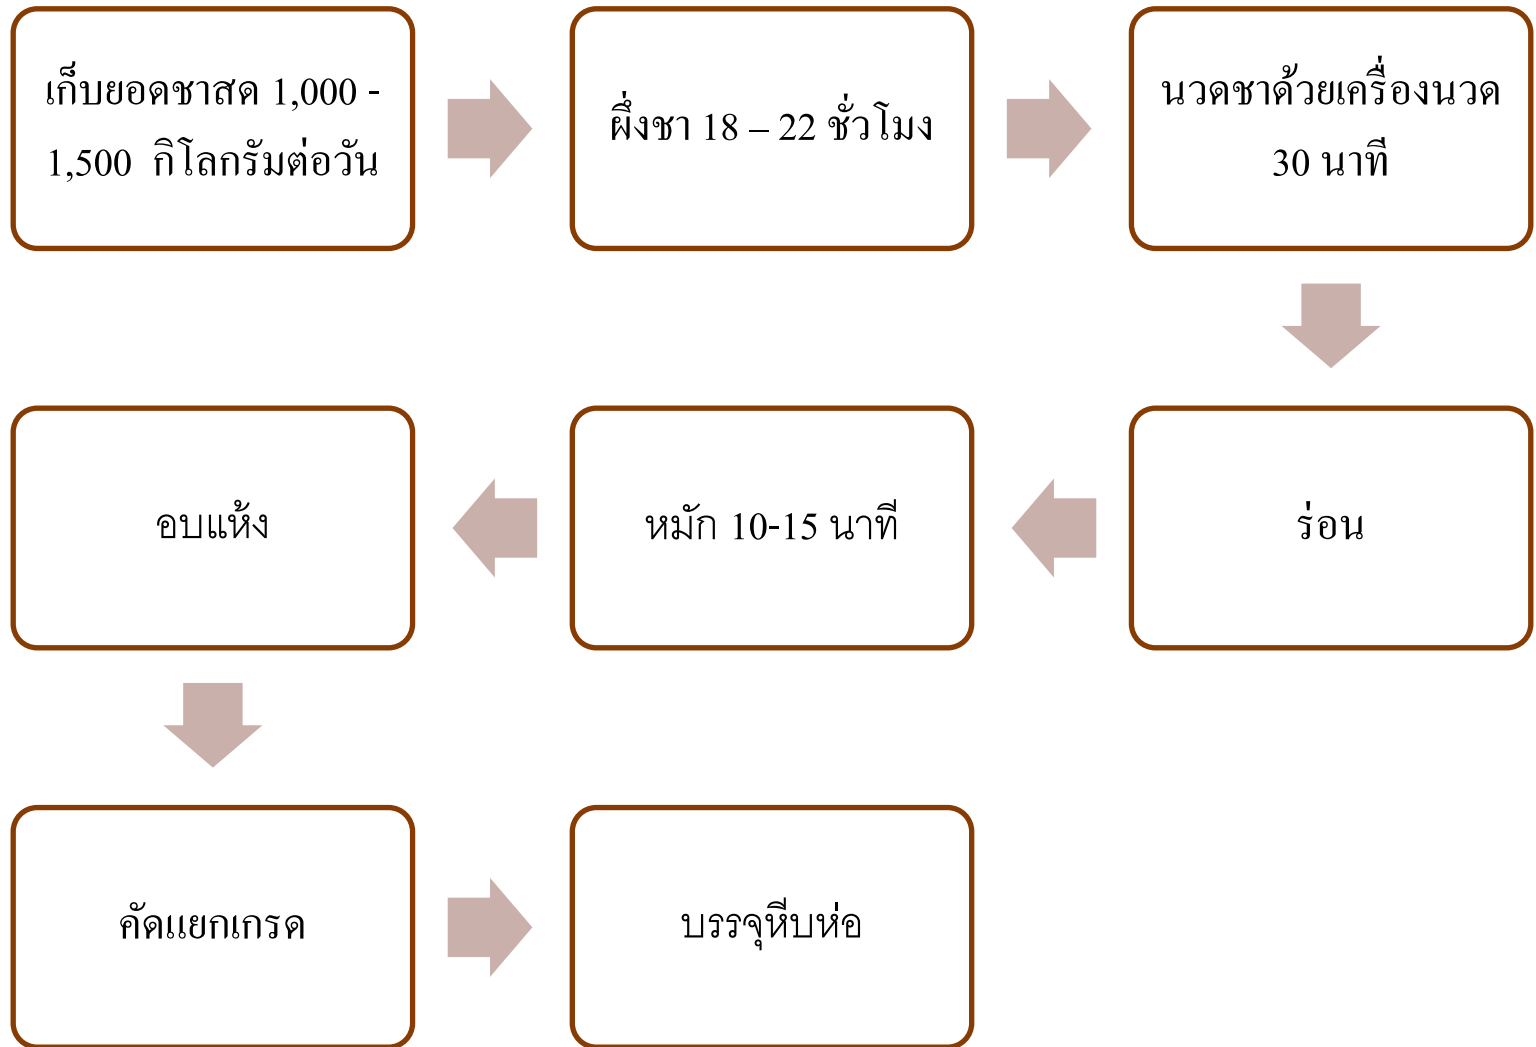 เก็บยอดชาสด 1,000 -
1,500 กิโลกรัมต่อวัน
ผึ่งชา 18 – 22 ชั่วโมง
นวดชาด้วยเครื่องนวด
30 นาที
ร่อน
หมัก 10-15 นาที
อบแห้ง
คัดแยกเกรด
บรรจุหีบห่อ